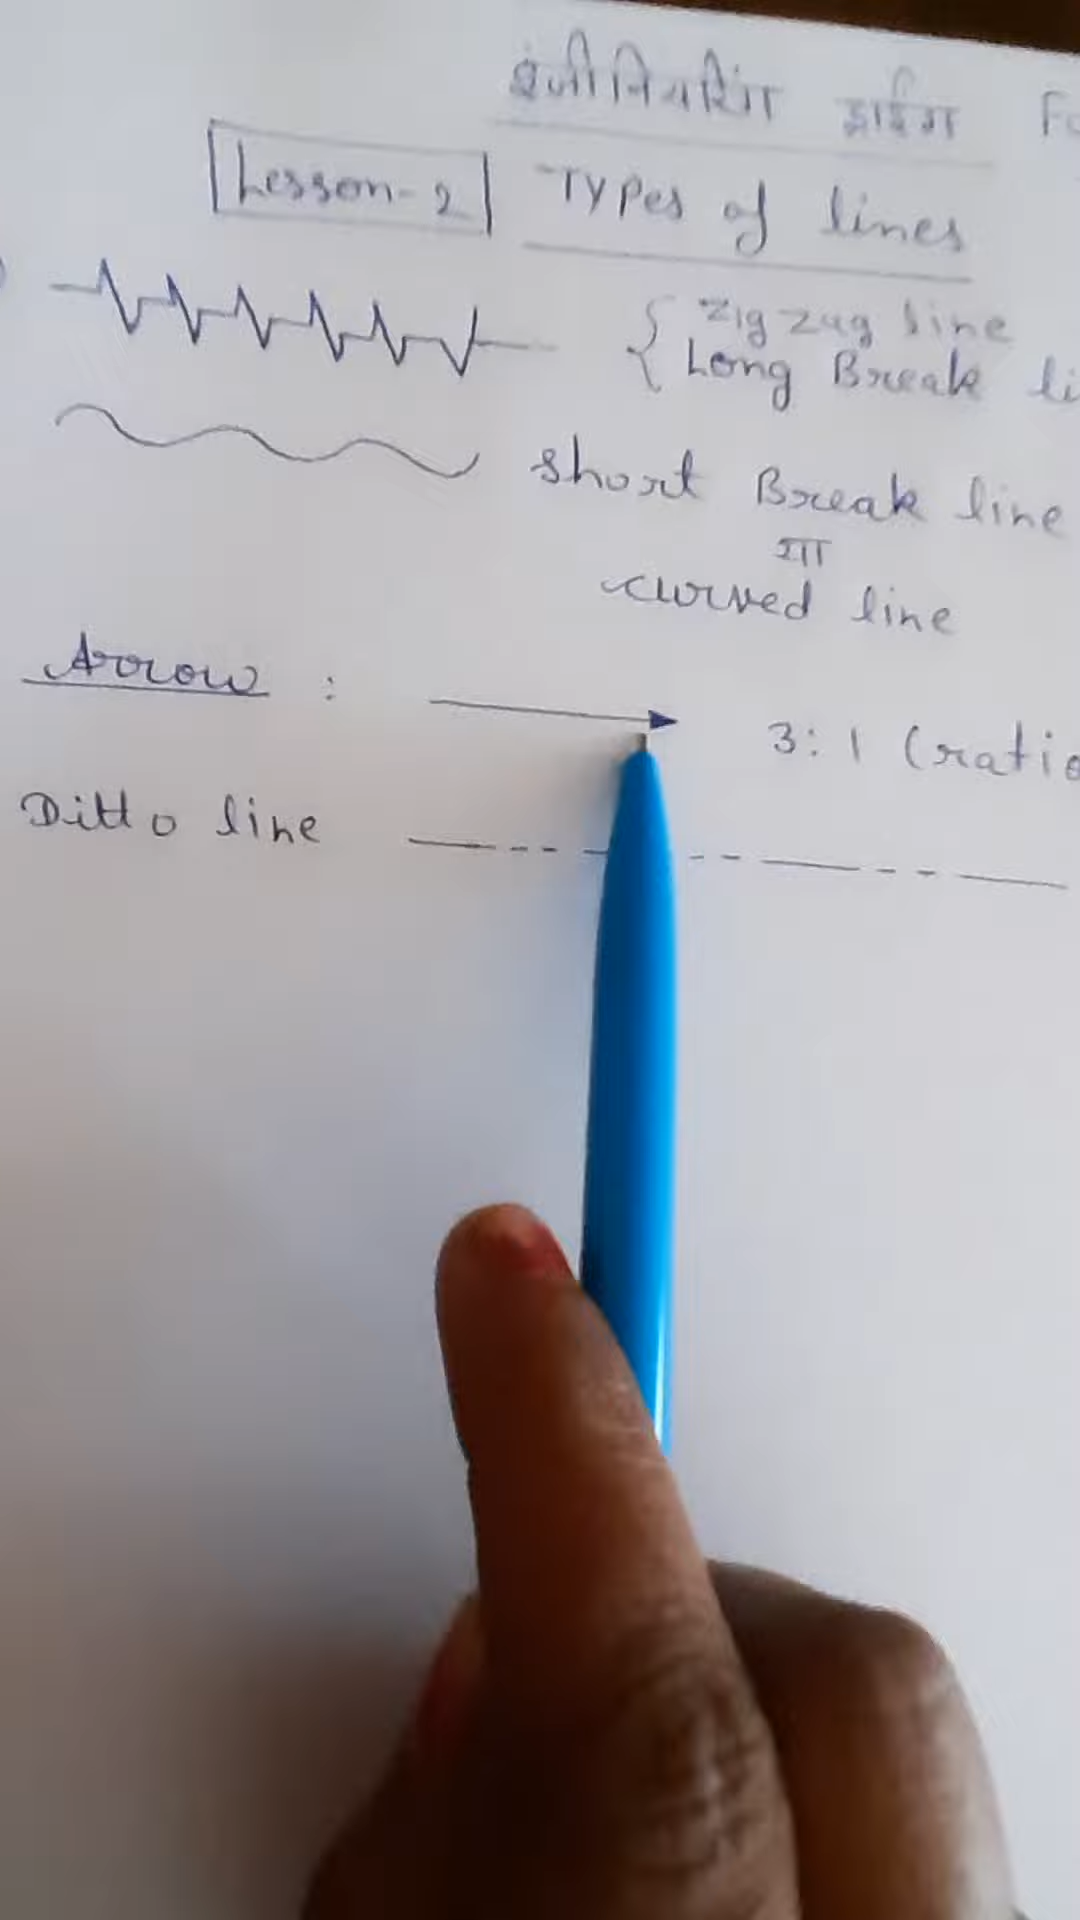 इंजीनियरिंग ड्राईंग
Lesson-2 Types of lines
Zig zag line
Long Break
Short Break line
या
curved line
Arrow :
3:1 (ratio
Ditto line